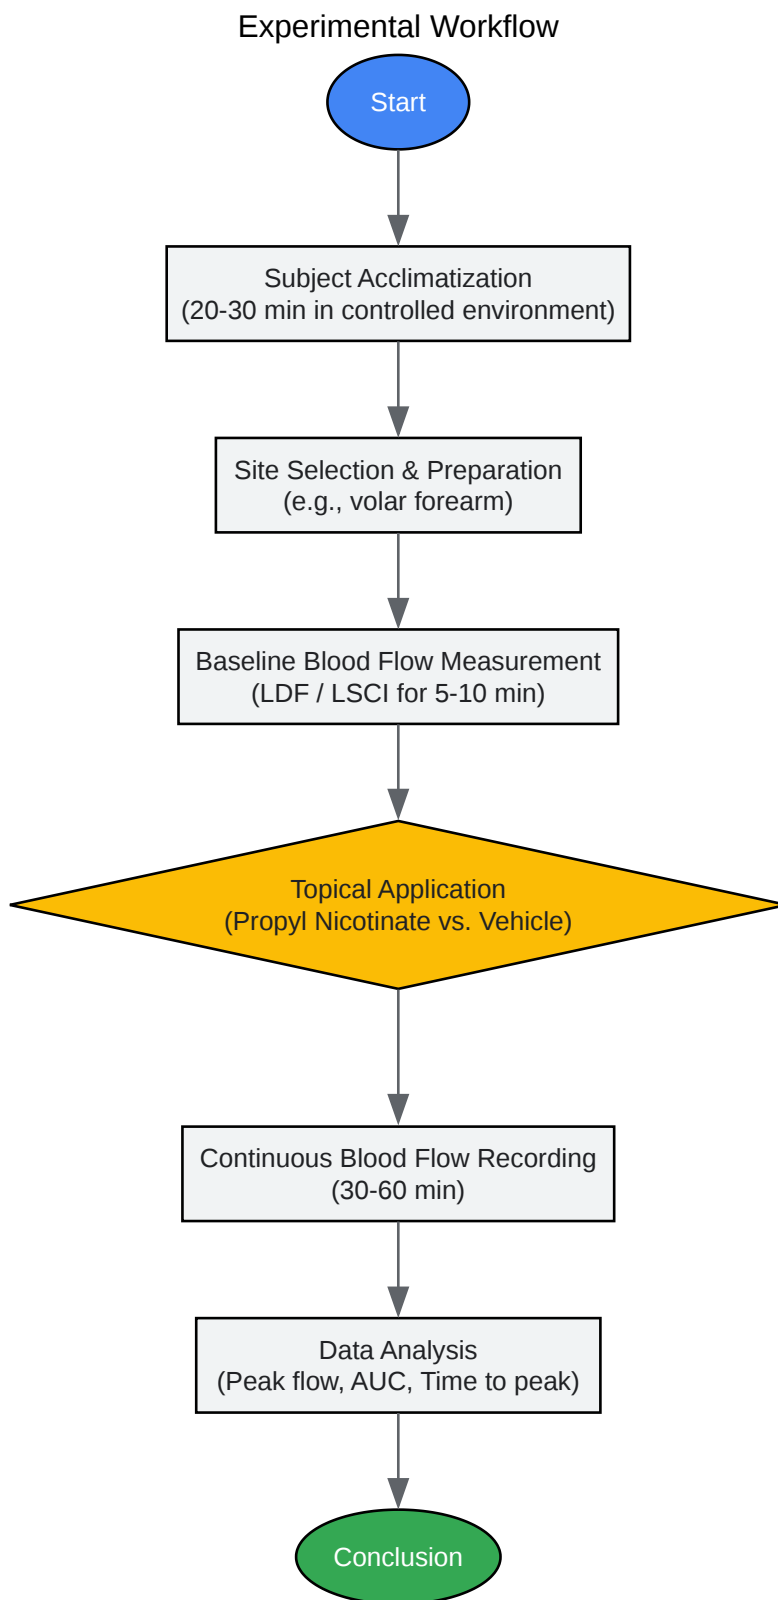 Experimental Workflow
Start
Subject Acclimatization
(20-30 min in controlled environment)
Site Selection & Preparation
(e.g., volar forearm)
Baseline Blood Flow Measurement
(LDF / LSCI for 5-10 min)
Topical Application
(Propyl Nicotinate vs. Vehicle)
Continuous Blood Flow Recording
(30-60 min)
Data Analysis
(Peak flow, AUC, Time to peak)
Conclusion